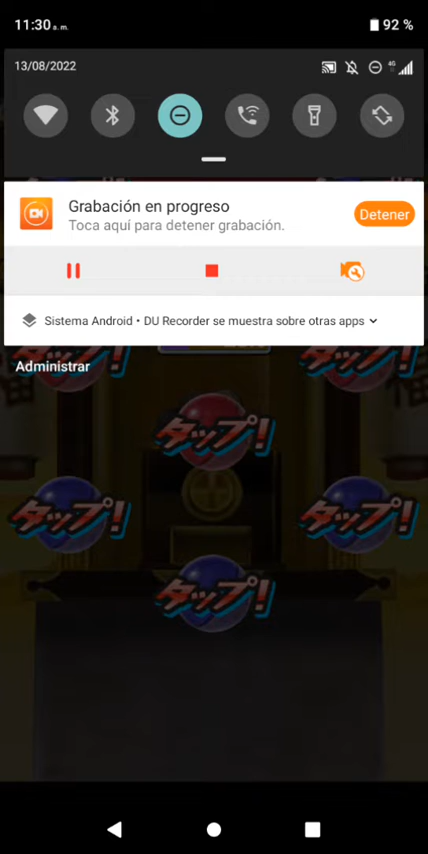 11:30 a. m.
92 %
13/08/2022
4G
Grabación en progreso
Toca aquí para detener grabación.
Detener
Sistema Android • DU Recorder se muestra sobre otras apps
Administrar
タップ!
タップ!
タップ!
タップ!
タップ!
タップ!